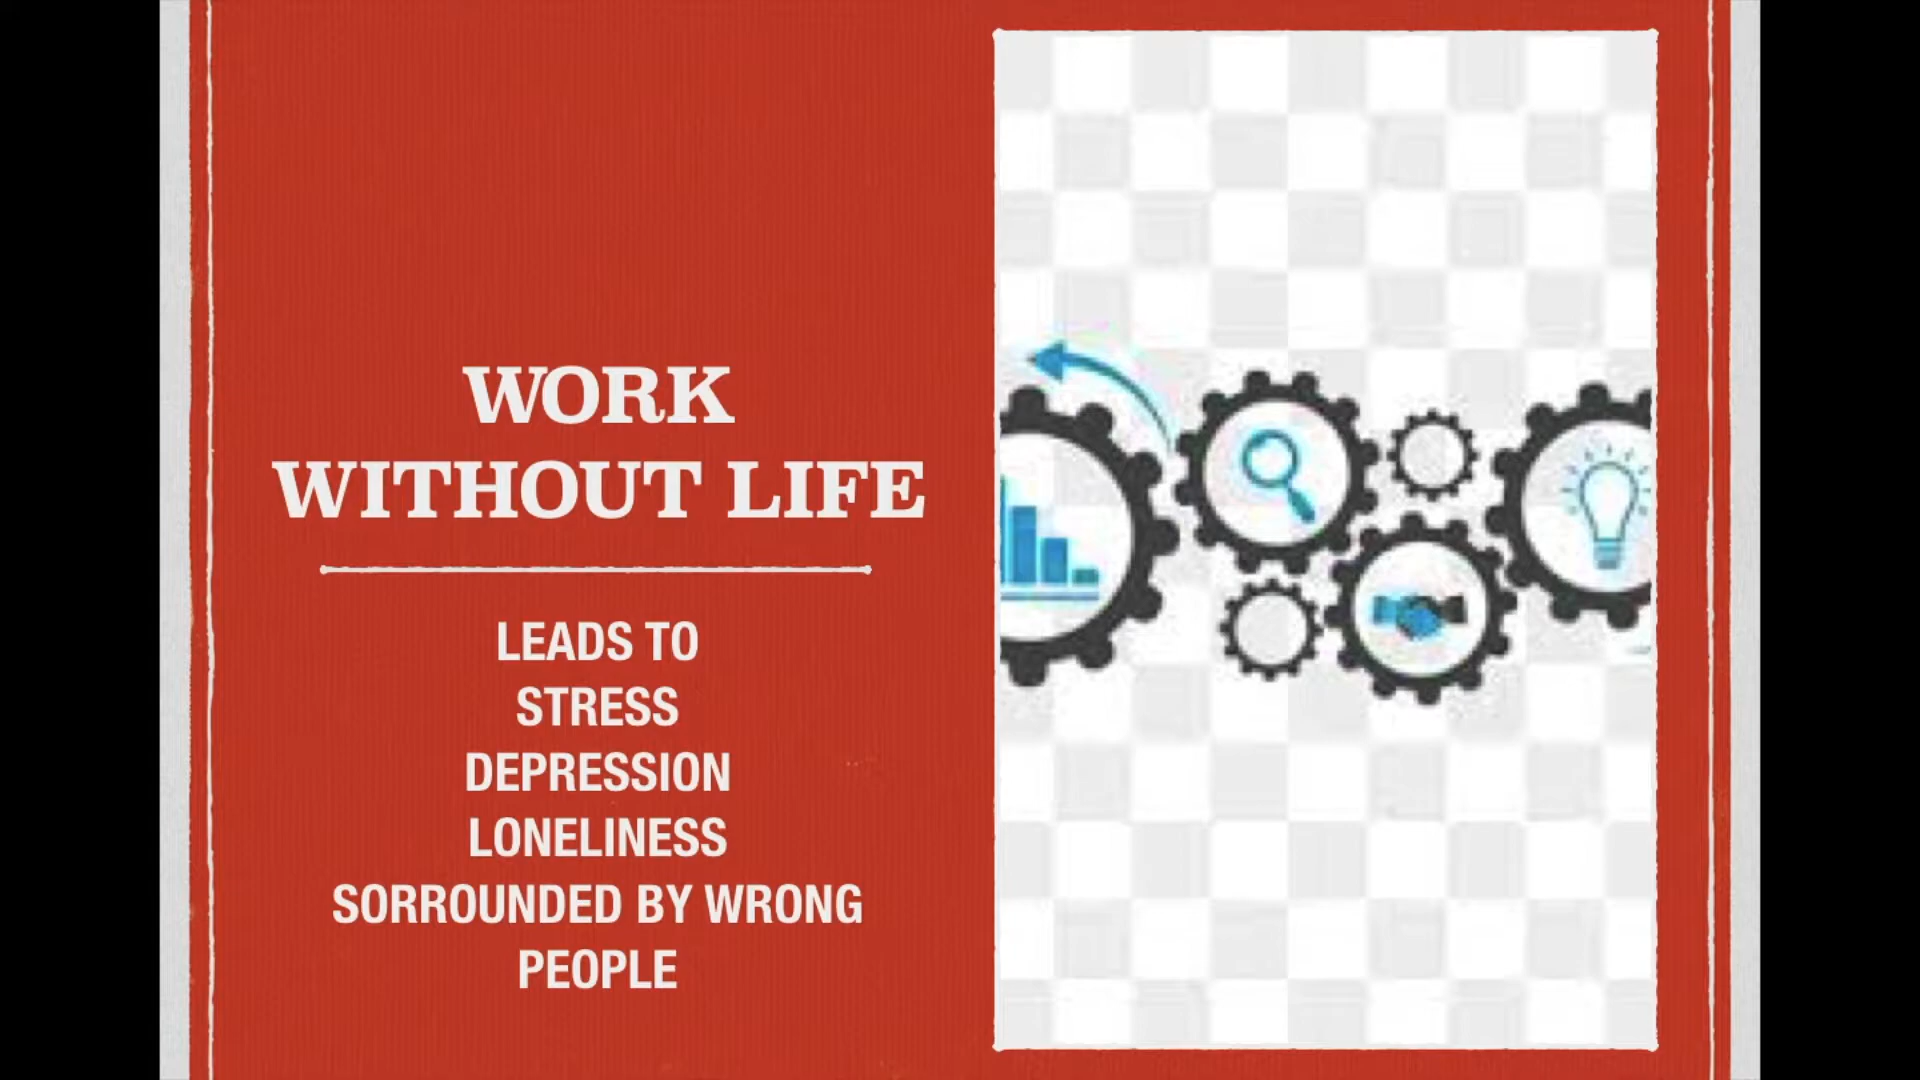 WORK
WITHOUT LIFE
LEADS TO
STRESS
DEPRESSION
LONELINESS
SORROUNDED BY WRONG
PEOPLE